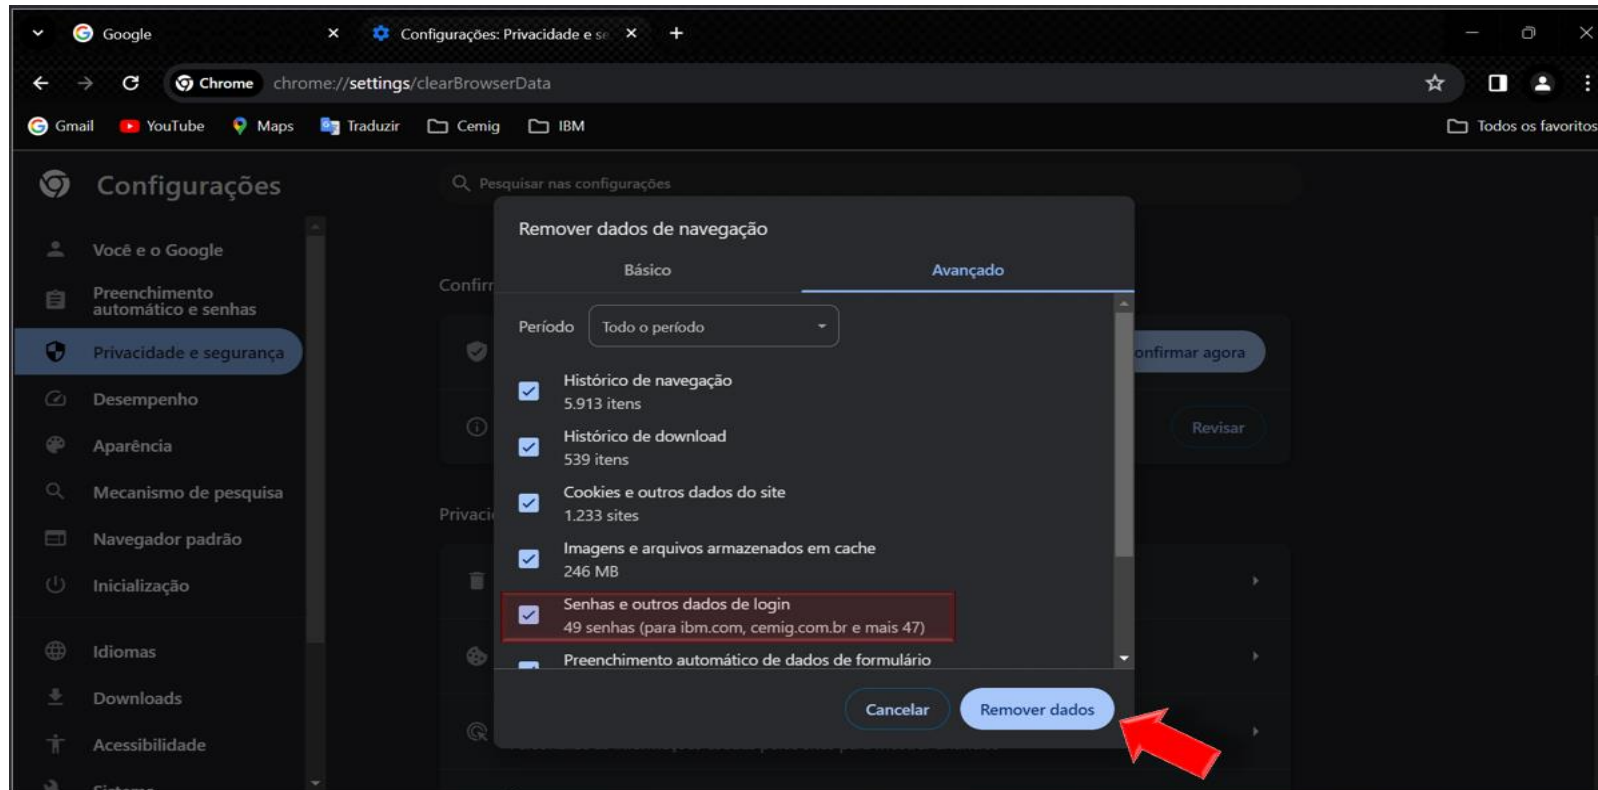 Google
Configurações: Privacidade e se
Chrome chrome://settings/clearBrowserData
Gmail YouTube Maps Traduzir Cemig IBM Todos os favoritos
Configurações
Pesquisar nas configurações
Você e o Google
Preenchimento
automático e senhas
Privacidade e segurança
Desempenho
Aparência
Mecanismo de pesquisa
Navegador padrão
Inicialização
Idiomas
Downloads
Acessibilidade
Sistema
Confirm
onfirmar agora
Revisar
Privaci
Remover dados de navegação
Básico Avançado
Período Todo o período
Histórico de navegação
5.913 itens
Histórico de download
539 itens
Cookies e outros dados do site
1.233 sites
Imagens e arquivos armazenados em cache
246 MB
Senhas e outros dados de login
49 senhas (para ibm.com, cemig.com.br e mais 47)
Preenchimento automático de dados de formulário
Cancelar Remover dados